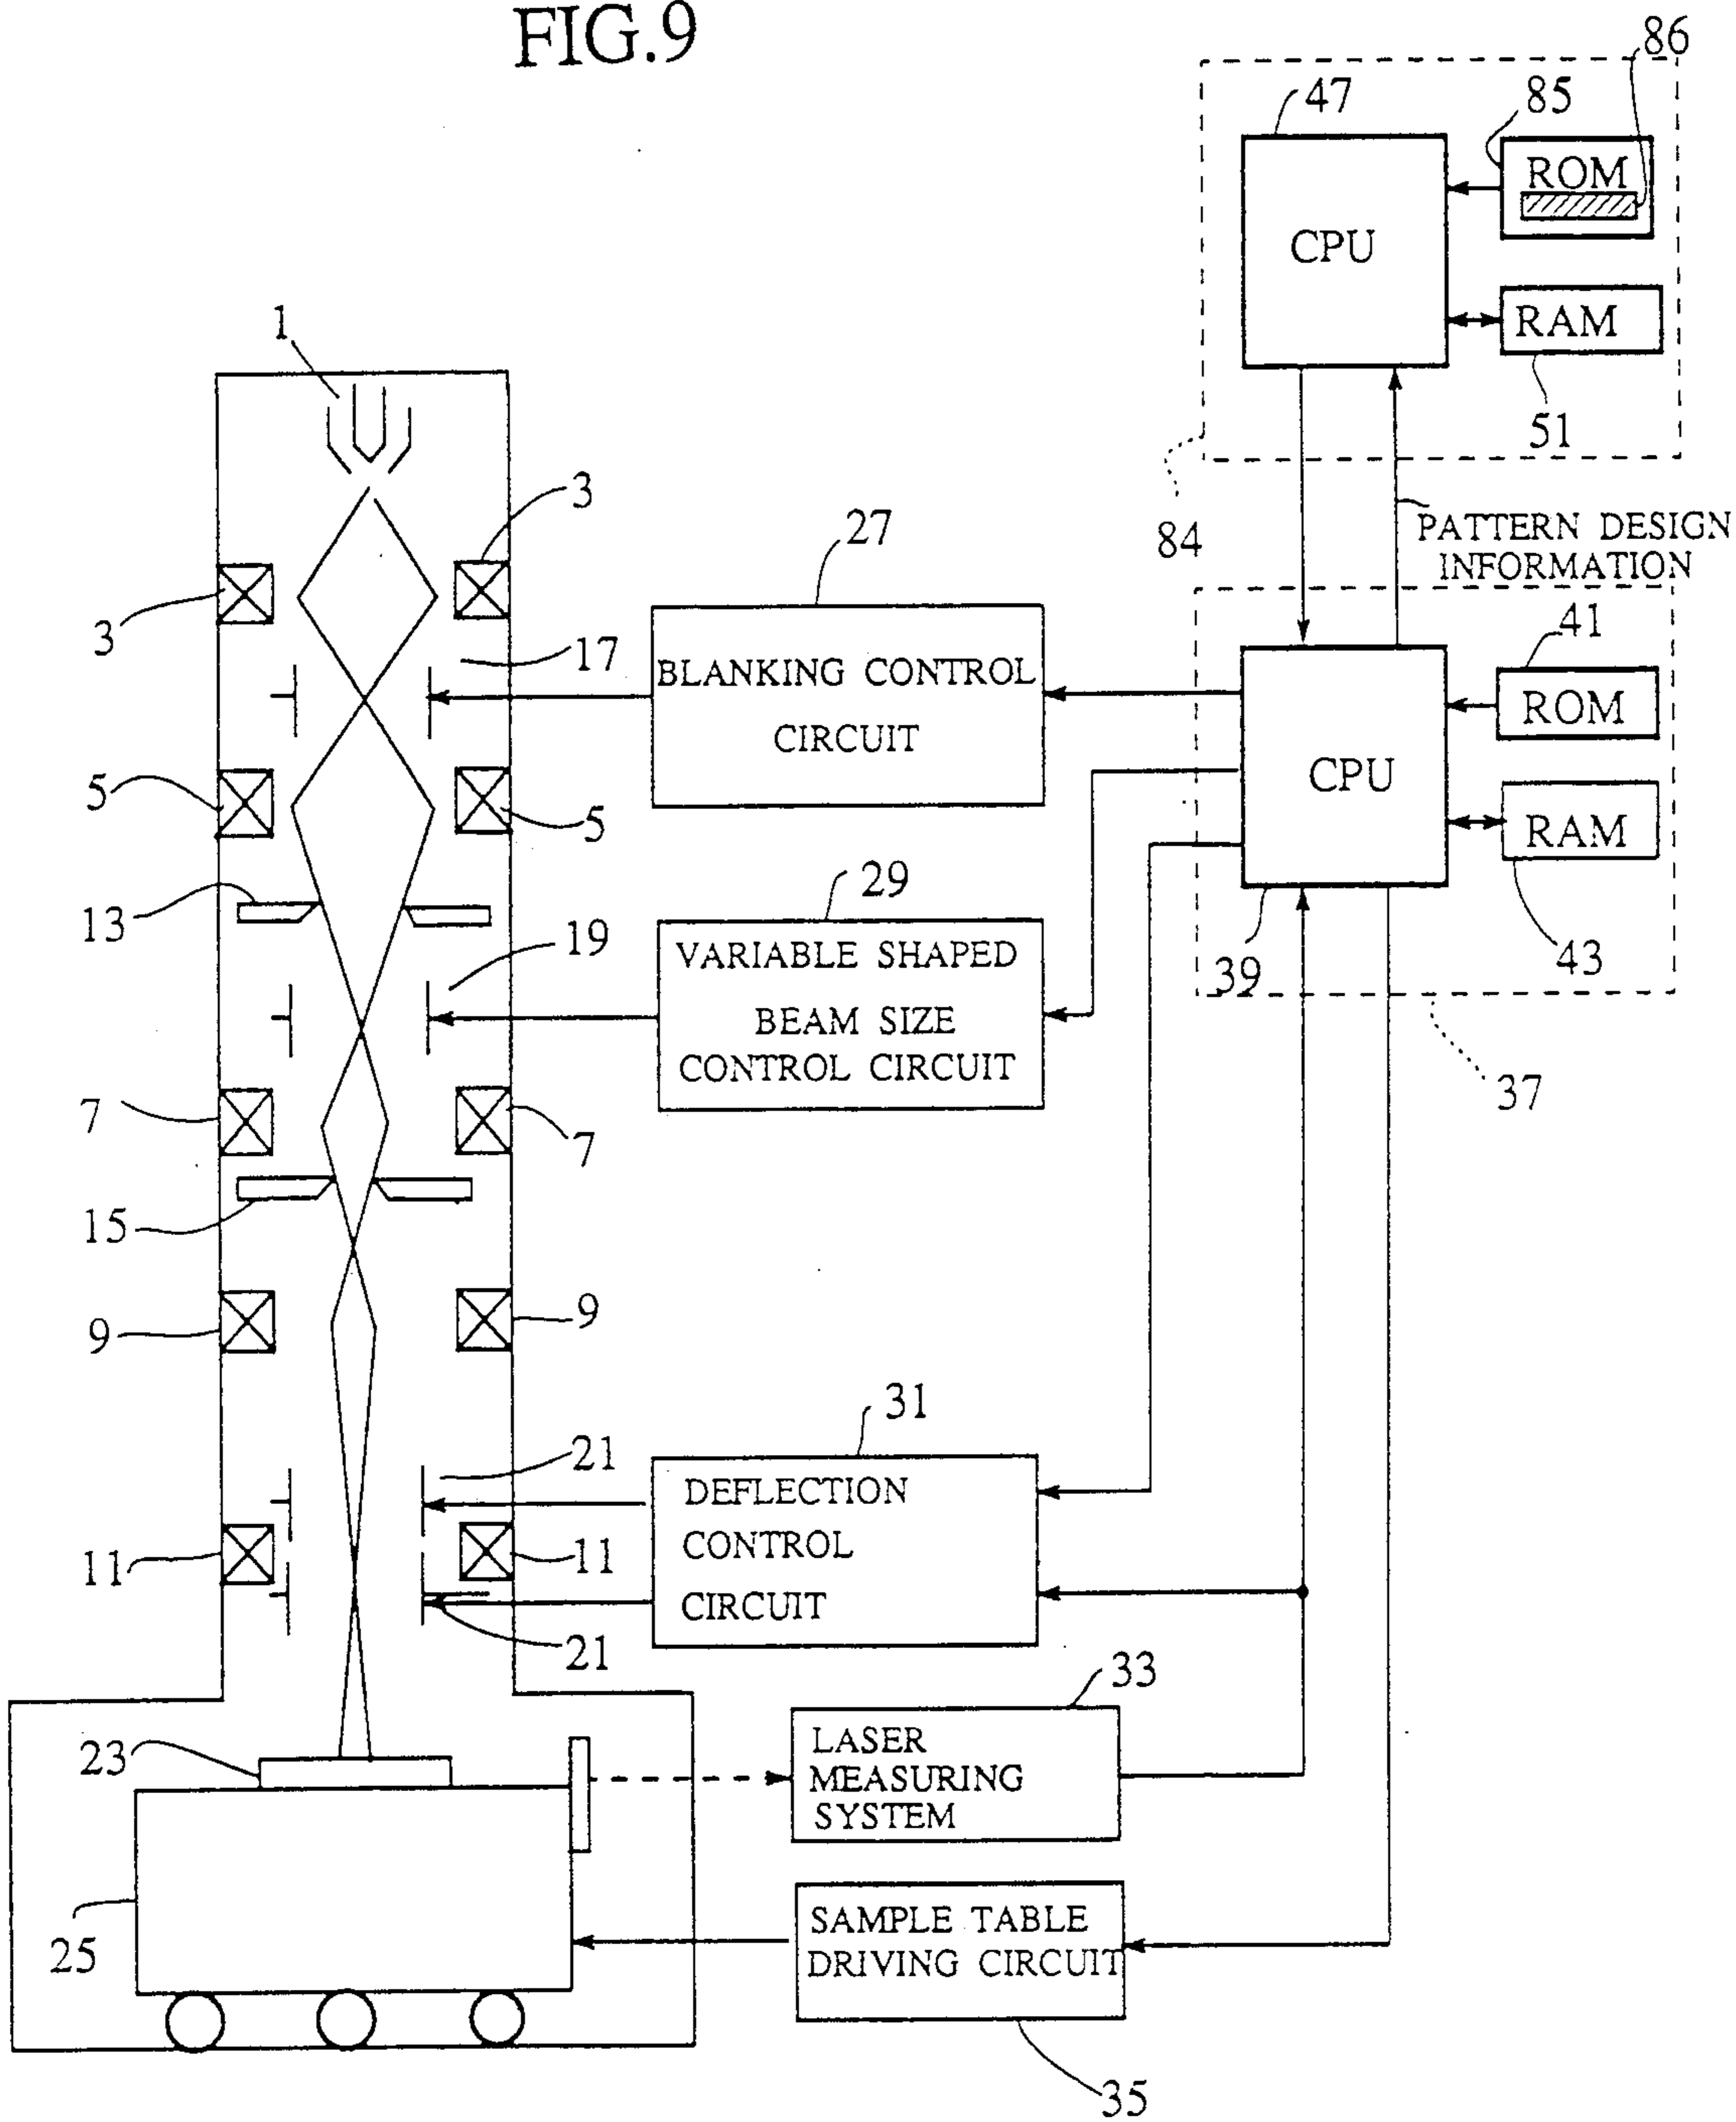 FIG.9
86
47
85
ROM
CPU
RAM
51
1
84
PATTERN DESIGN
INFORMATION
3
27
3
41
17
BLANKING CONTROL
CIRCUIT
ROM
CPU
5
5
RAM
29
13
19
VARIABLE SHAPED
BEAM SIZE
CONTROL CIRCUIT
39
43
37
7
7
15
9
9
31
21
DEFLECTION
CONTROL
CIRCUIT
11
11
21
33
23
LASER
MEASURING
SYSTEM
25
SAMPLE TABLE
DRIVING CIRCUIT
35